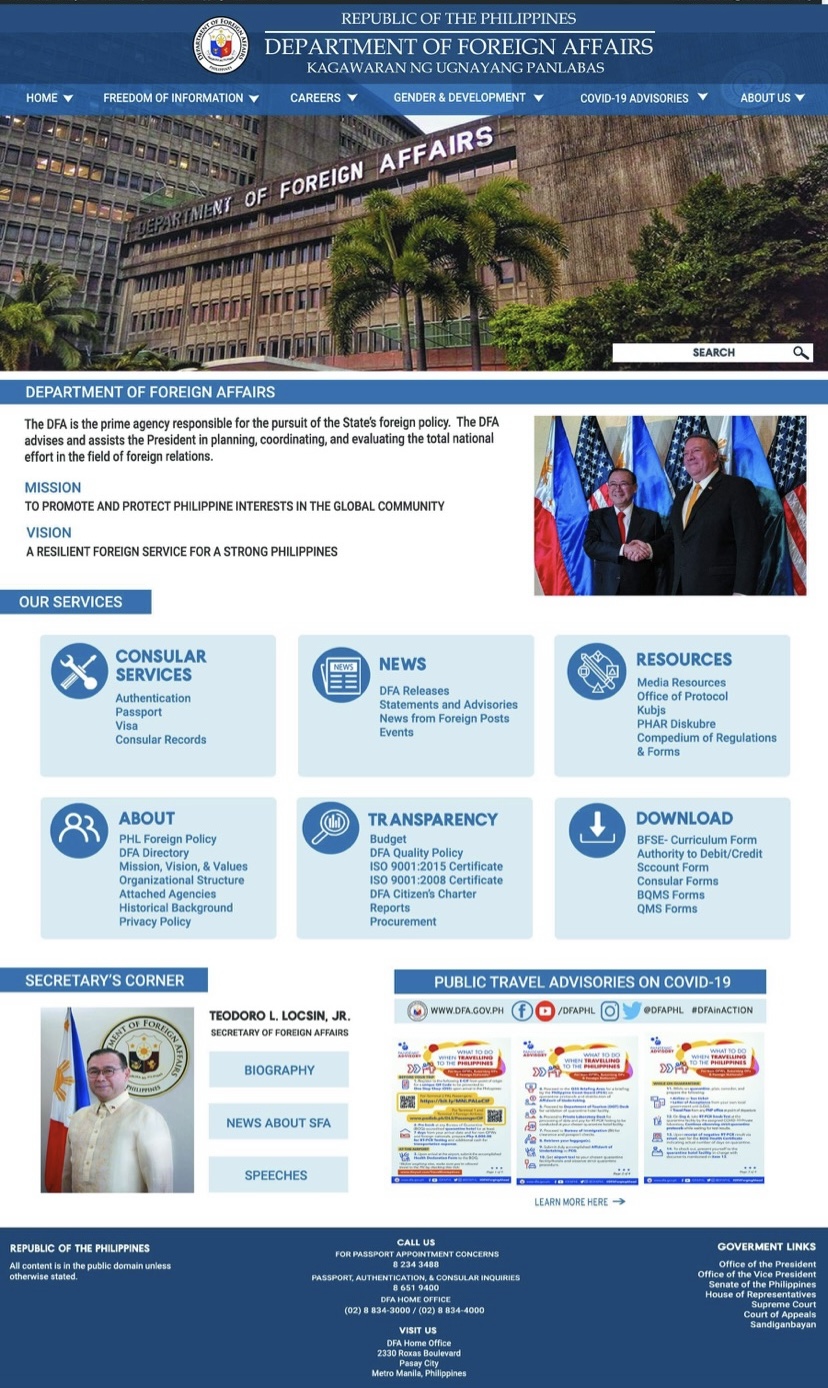 REPUBLIC OF THE PHILIPPINES
DEPARTMENT OF FOREIGN AFFAIRS
KAGAWARAN NG UGNAYANG PANLABAS
HOME
FREEDOM OF INFORMATION
CAREERS
GENDER & DEVELOPMENT
COVID-19 ADVISORIES
ABOUT US
DEPARTMENT OF FOREIGN AFFAIRS
SEARCH
DEPARTMENT OF FOREIGN AFFAIRS
The DFA is the prime agency responsible for the pursuit of the State's foreign policy. The DFA
advises and assists the President in planning, coordinating, and evaluating the total national
effort in the field of foreign relations.
MISSION
TO PROMOTE AND PROTECT PHILIPPINE INTERESTS IN THE GLOBAL COMMUNITY
VISION
A RESILIENT FOREIGN SERVICE FOR A STRONG PHILIPPINES
OUR SERVICES
CONSULAR
SERVICES
Authentication
Passport
Visa
Consular Records
NEWS
NEWS
DFA Releases
Statements and Advisories
News from Foreign Posts
Events
RESOURCES
Media Resources
Office of Protocol
Kubjs
PHAR Diskubre
Compedium of Regulations
& Forms
ABOUT
PHL Foreign Policy
DFA Directory
Mission, Vision, & Values
Organizational Structure
Attached Agencies
Historical Background
Privacy Policy
TRANSPARENCY
Budget
DFA Quality Policy
ISO 9001:2015 Certificate
ISO 9001:2008 Certificate
DFA Citizen's Charter
Reports
Procurement
DOWNLOAD
BFSE- Curriculum Form
Authority to Debit/Credit
Sccount Form
Consular Forms
BQMS Forms
QMS Forms
SECRETARY'S CORNER
TEODORO L. LOCSIN, JR.
SECRETARY OF FOREIGN AFFAIRS
BIOGRAPHY
NEWS ABOUT SFA
SPEECHES
PUBLIC TRAVEL ADVISORIES ON COVID-19
WWW.DFA.GOV.PH /DFAPHL @DFAPHL #DFAinACTION
WHAT TO DO
WHEN TRAVELLING
TO THE PHILIPPINES
WHAT TO DO
WHEN TRAVELLING
TO THE PHILIPPINES
WHAT TO DO
WHEN TRAVELLING
TO THE PHILIPPINES
LEARN MORE HERE
REPUBLIC OF THE PHILIPPINES
All content is in the public domain unless
otherwise stated.
CALL US
FOR PASSPORT APPOINTMENT CONCERNS
8 234 3488
PASSPORT, AUTHENTICATION, & CONSULAR INQUIRIES
8 651 9400
DFA HOME OFFICE
(02) 8 834-3000 / (02) 8 834-4000
VISIT US
DFA Home Office
2330 Roxas Boulevard
Pasay City
Metro Manila, Philippines
GOVERMENT LINKS
Office of the President
Office of the Vice President
Senate of the Philippines
House of Representatives
Supreme Court
Court of Appeals
Sandiganbayan